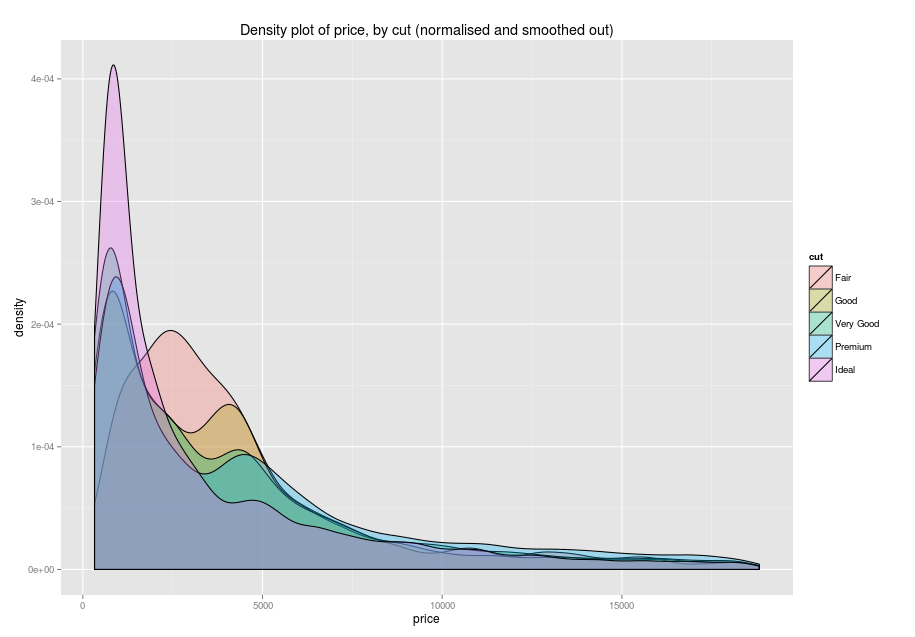 Density plot of price, by cut (normalised and smoothed out)
4e-04
3e-04
2e-04
1e-04
0e+00
density
0 5000 10000 15000
price
cut
Fair
Good
Very Good
Premium
Ideal